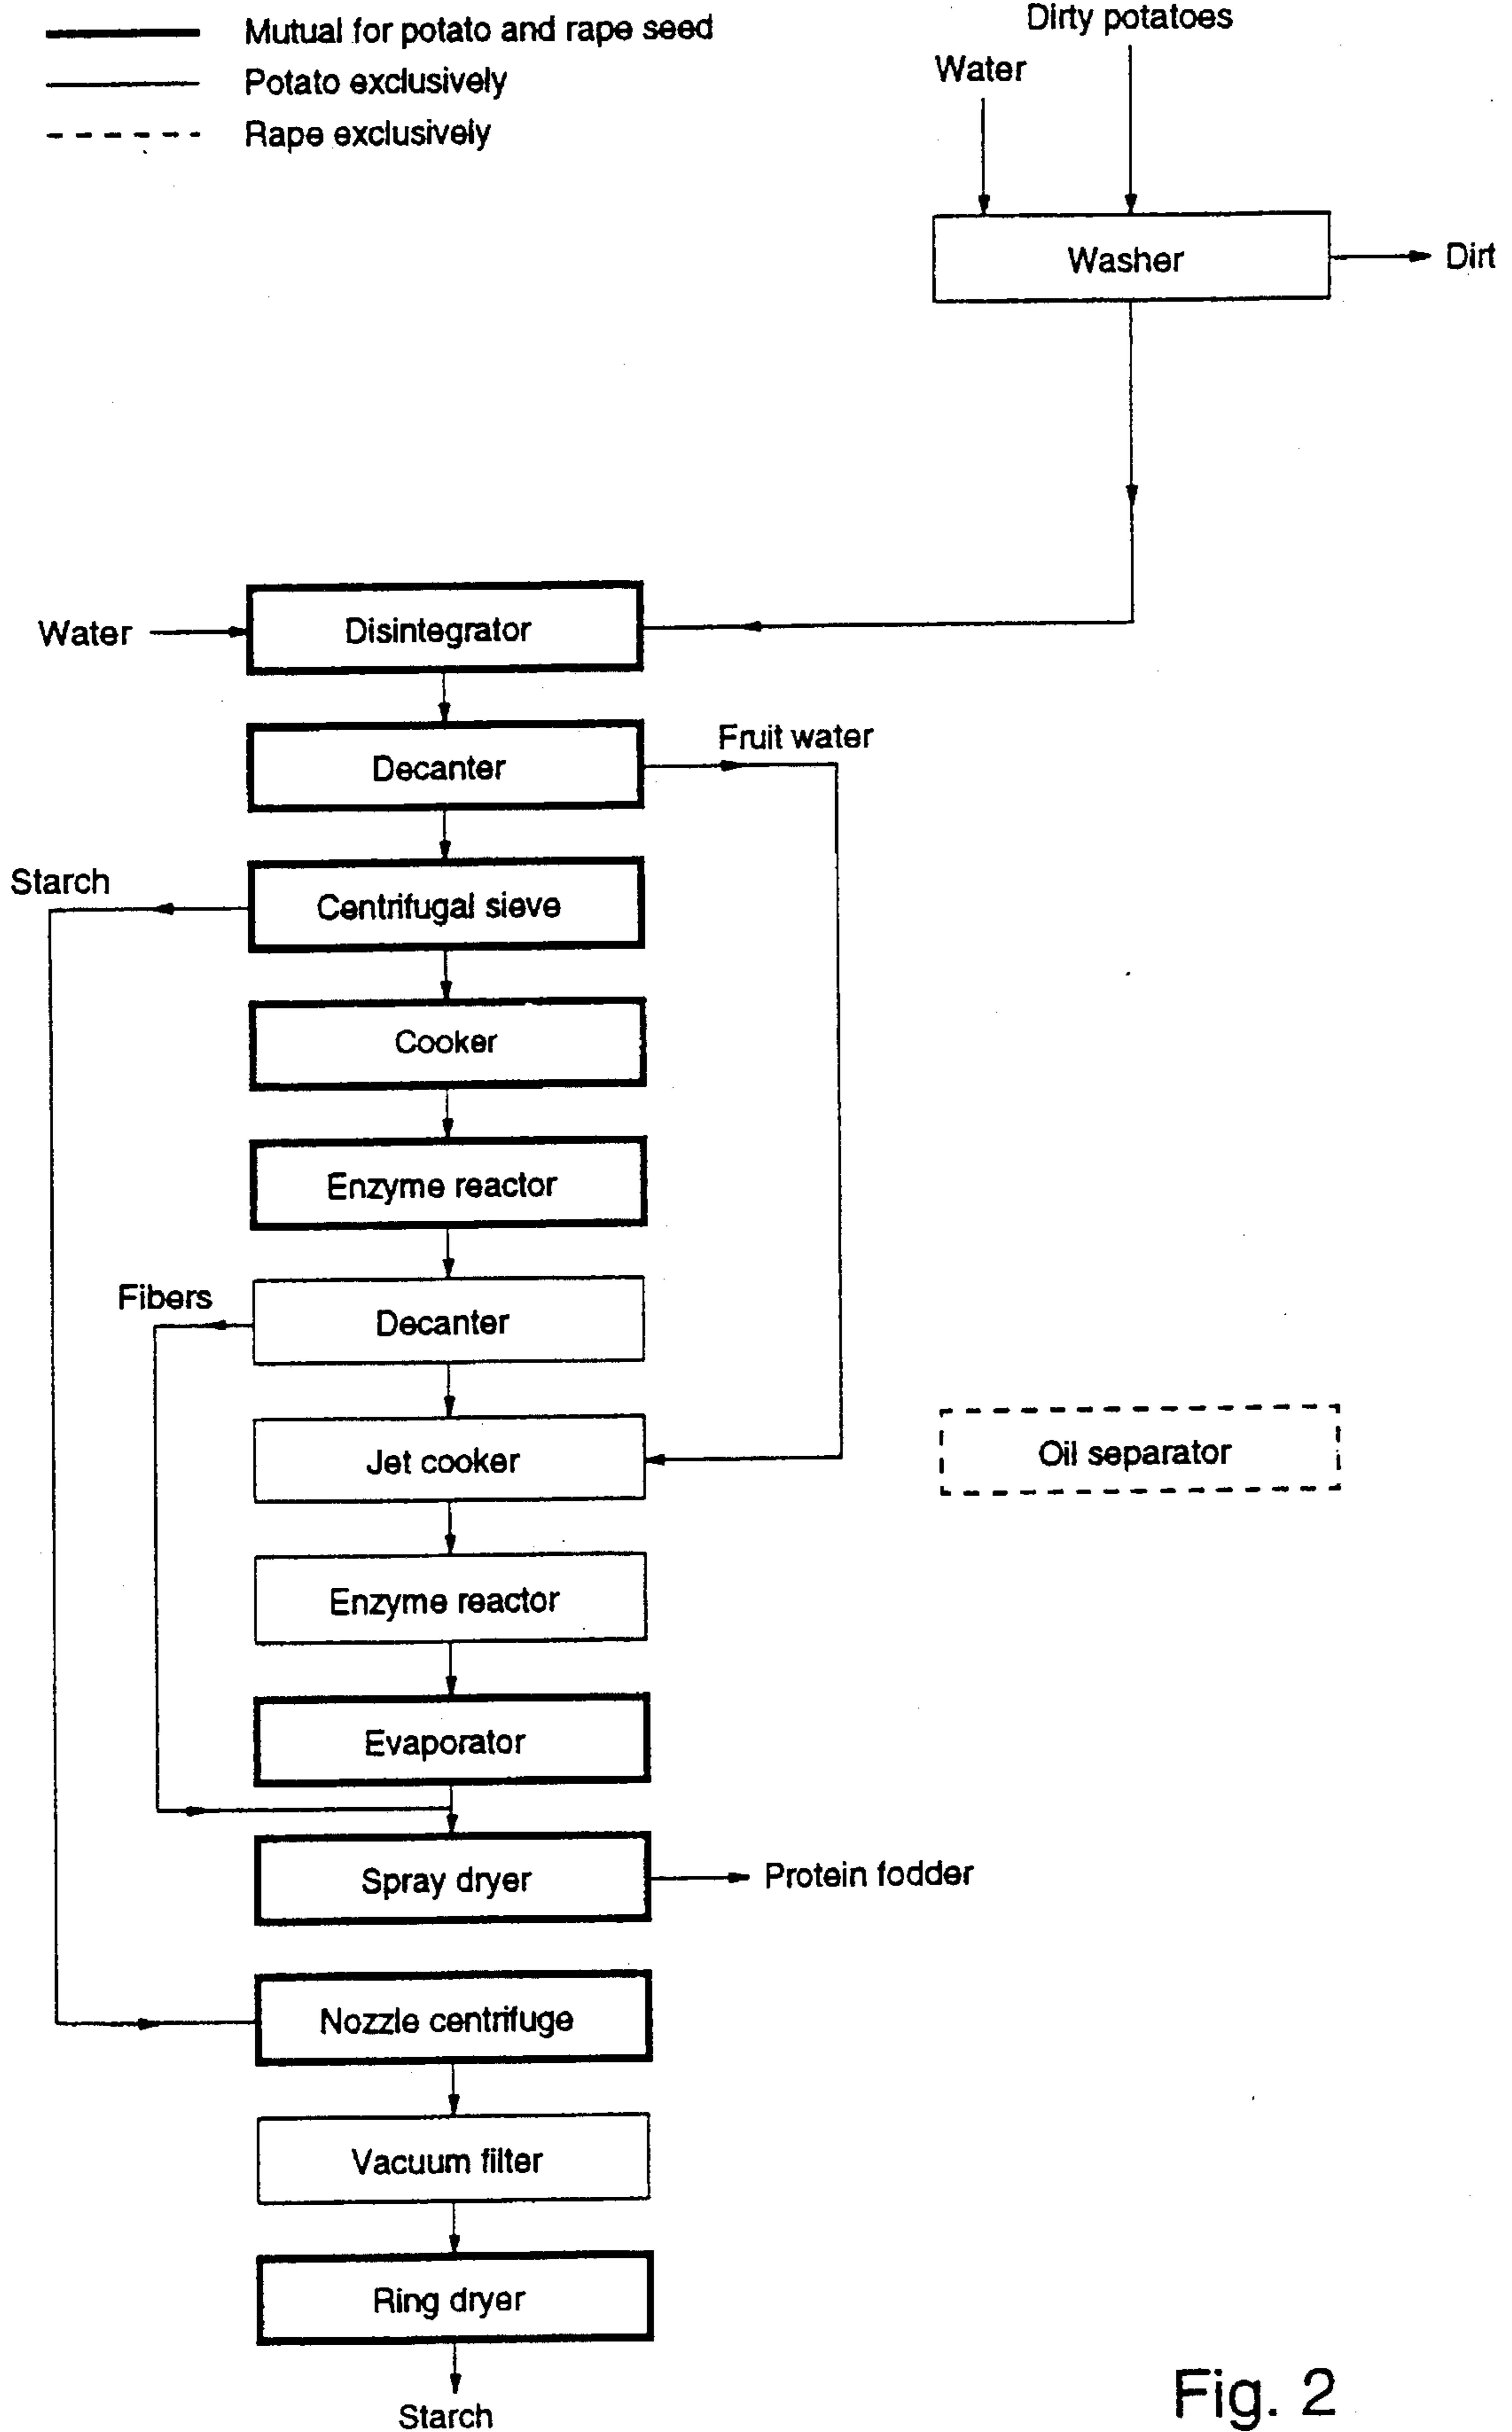 Mutual for potato and rape seed
Potato exclusively
Rape exclusively
Dirty potatoes
Water
Washer
Dirt
Water
Disintegrator
Decanter
Fruit water
Starch
Centrifugal sieve
Cooker
Enzyme reactor
Fibers
Decanter
Jet cooker
Oil separator
Enzyme reactor
Evaporator
Spray dryer
Protein fodder
Nozzle centrifuge
Vacuum filter
Ring dryer
Starch
Fig. 2